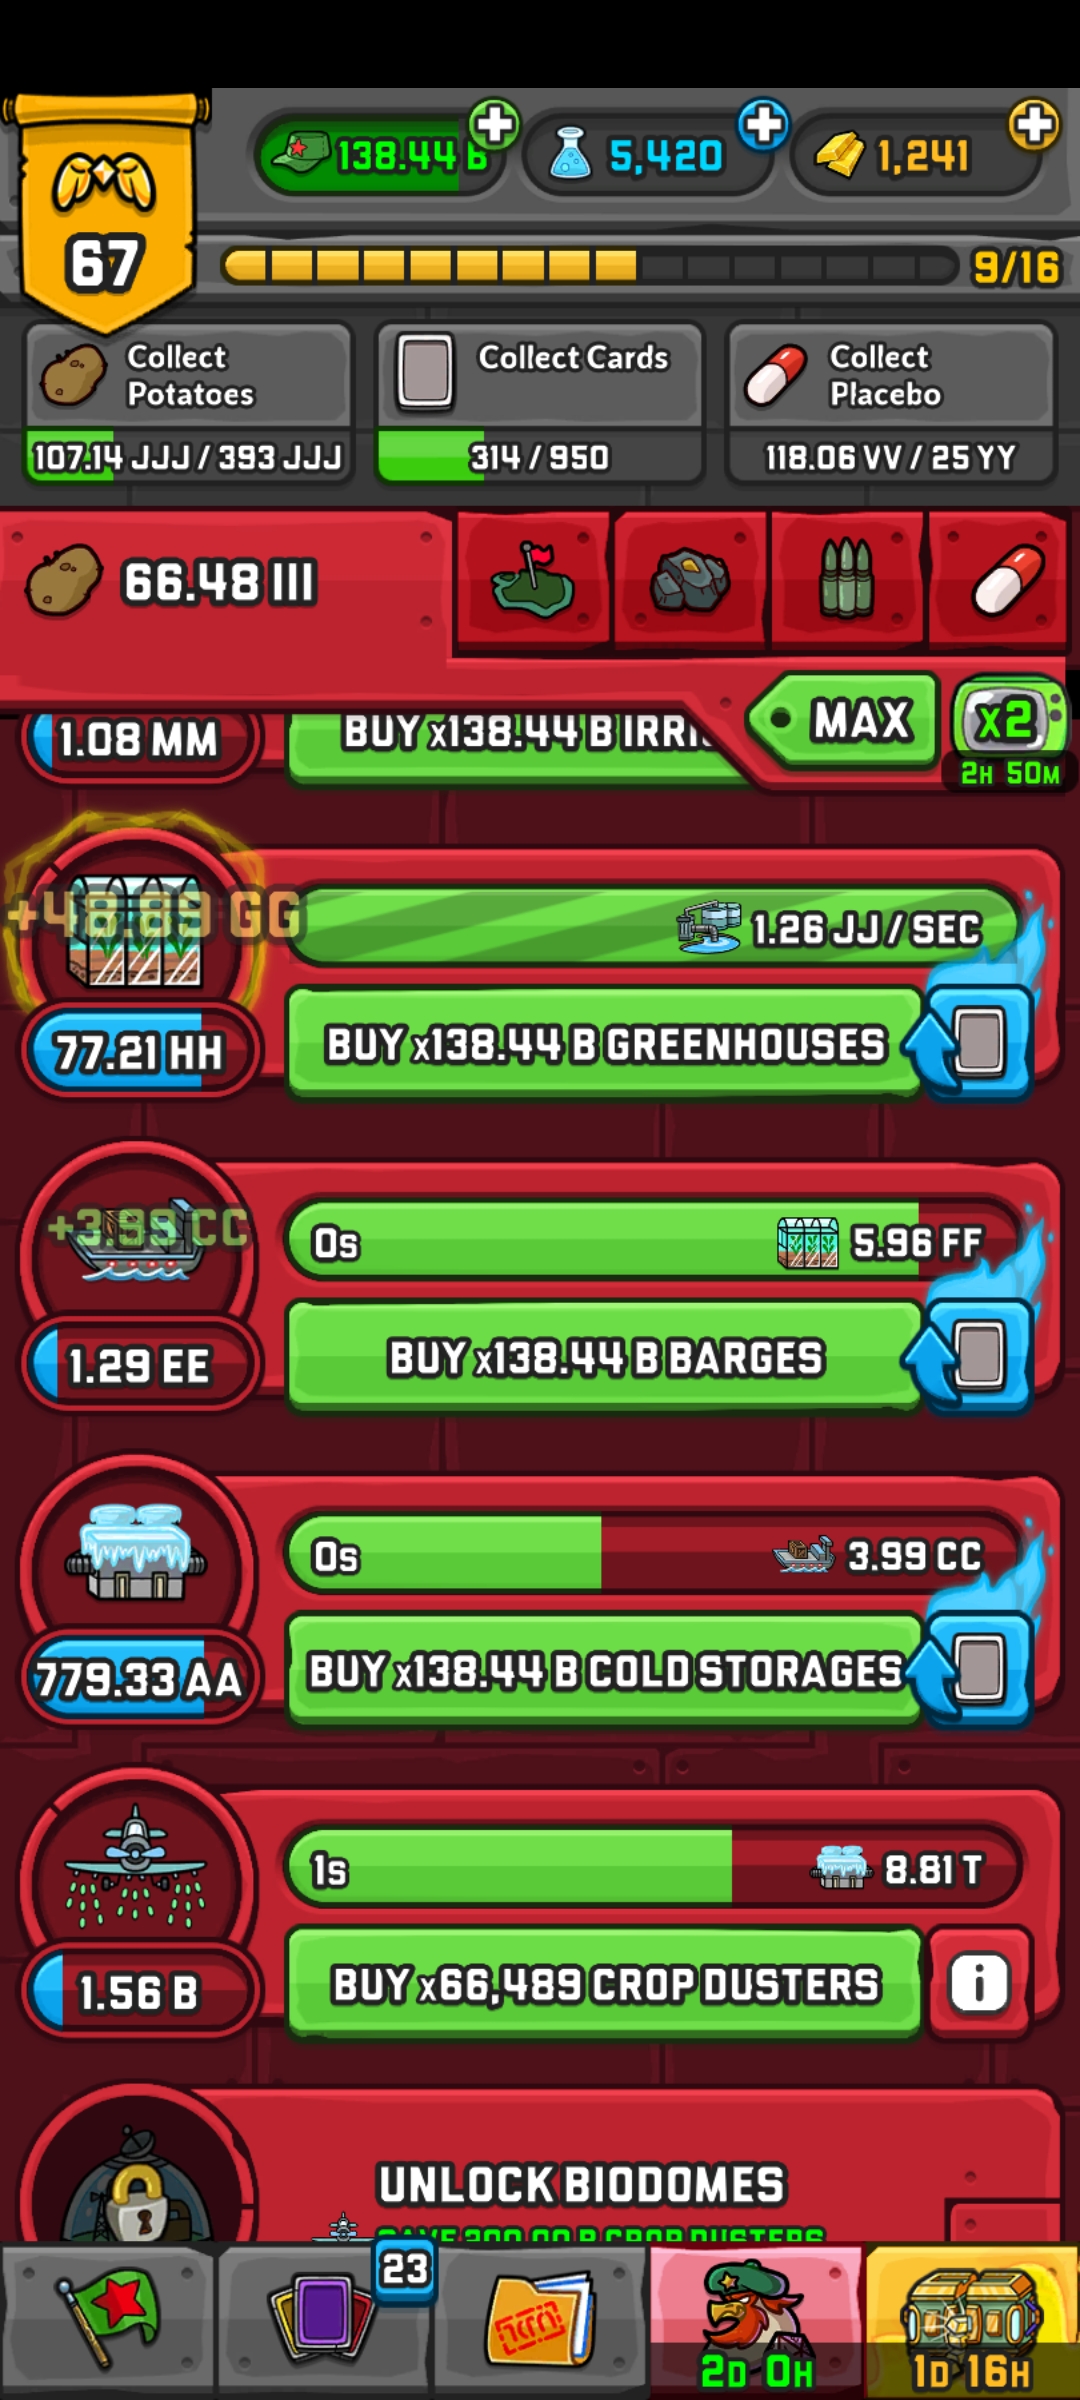 138.44 B
5,420
1,241
67
9/16
Collect Potatoes
107.14 JJJ / 393 JJJ
Collect Cards
314 / 950
Collect Placebo
118.06 VV / 25 YY
66.48 III
MAX
x2
2H 50M
1.08 MM
BUY x138.44 B
+48.89 GG
1.26 JJ / SEC
77.21 HH
BUY x138.44 B GREENHOUSES
+3.99 CC
0s
5.96 FF
1.29 EE
BUY x138.44 B BARGES
0s
3.99 CC
779.33 AA
BUY x138.44 B COLD STORAGES
1s
8.81 T
1.56 B
BUY x66,489 CROP DUSTERS
i
UNLOCK BIODOMES
23
2D 0H
1D 16H